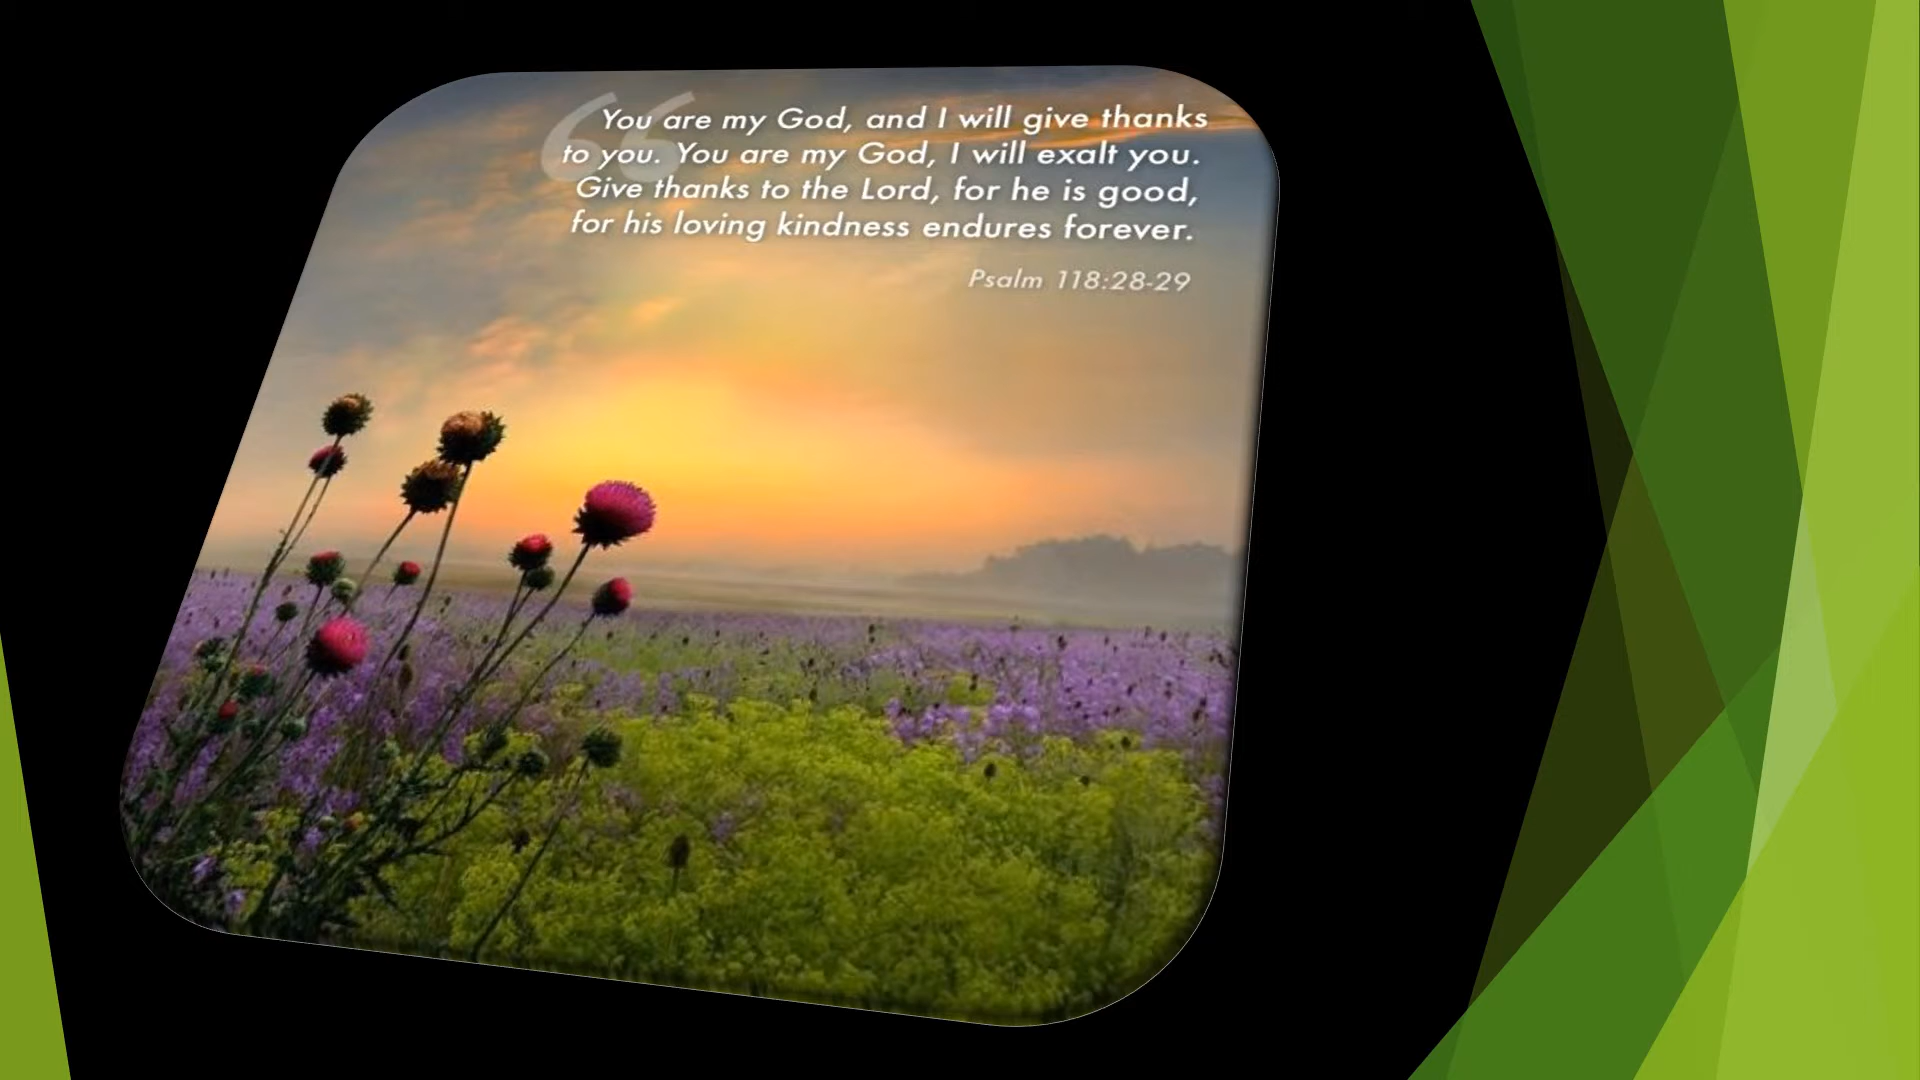 You are my God, and I will give thanks
to you. You are my God, I will exalt you.
Give thanks to the Lord, for he is good,
for his loving kindness endures forever.
Psalm 118:28-29